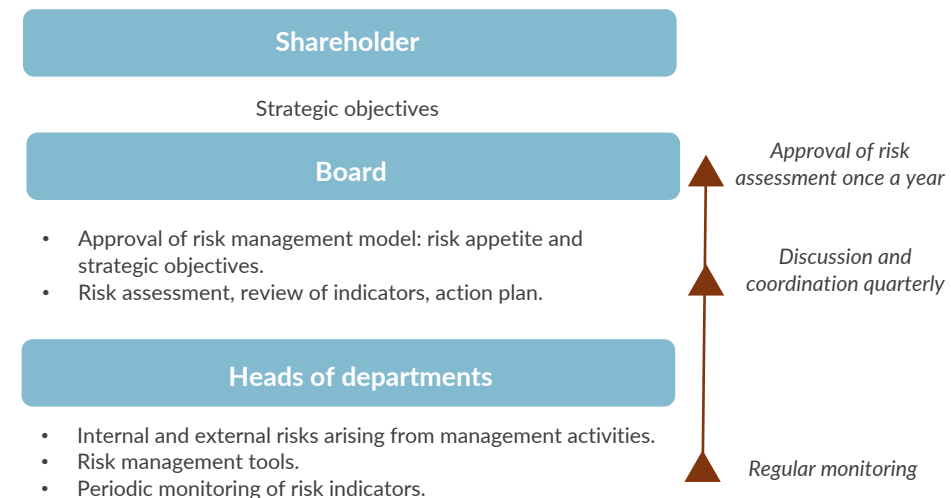 Shareholder
Strategic objectives
Board
Approval of risk
assessment once a year
• Approval of risk management model: risk appetite and
strategic objectives.
• Risk assessment, review of indicators, action plan.
Discussion and
coordination quarterly
Heads of departments
• Internal and external risks arising from management activities.
• Risk management tools.
• Periodic monitoring of risk indicators.
Regular monitoring